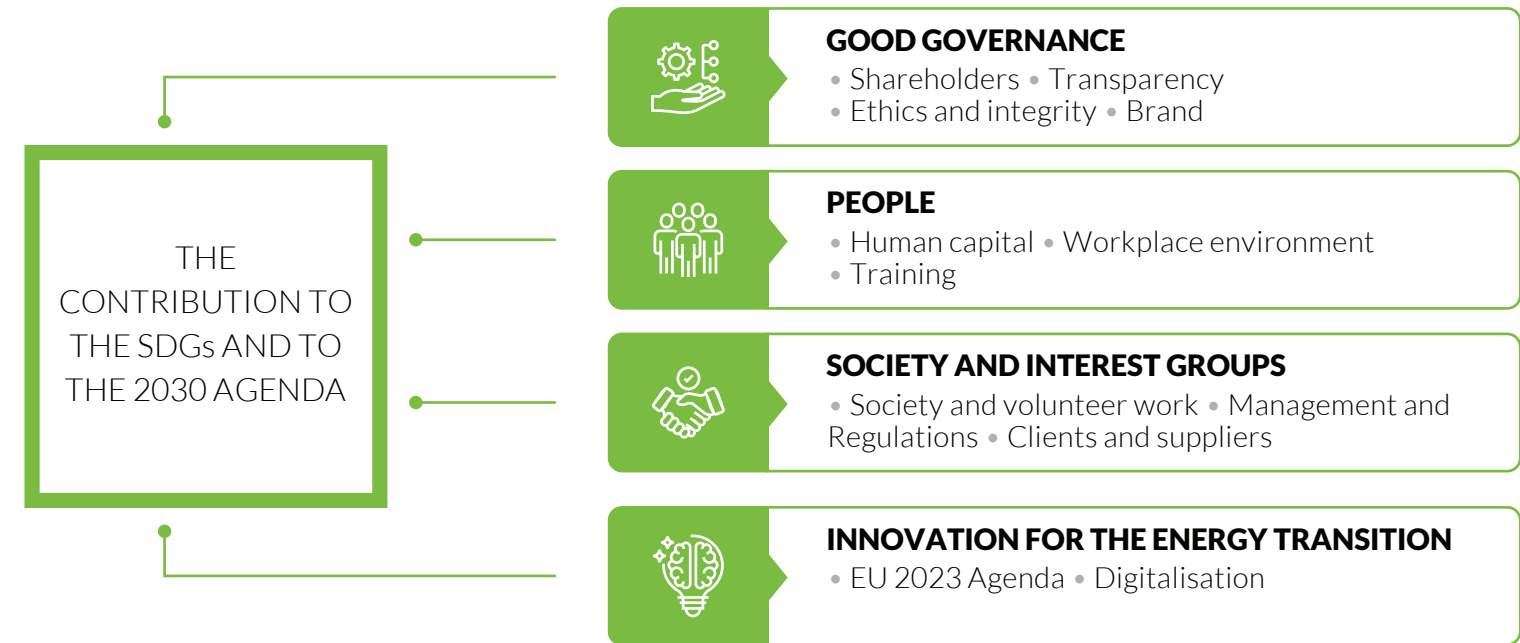 THE
CONTRIBUTION TO
THE SDGs AND TO
THE 2030 AGENDA
GOOD GOVERNANCE
• Shareholders • Transparency
• Ethics and integrity • Brand
PEOPLE
• Human capital • Workplace environment
• Training
SOCIETY AND INTEREST GROUPS
• Society and volunteer work • Management and
Regulations • Clients and suppliers
INNOVATION FOR THE ENERGY TRANSITION
• EU 2023 Agenda • Digitalisation